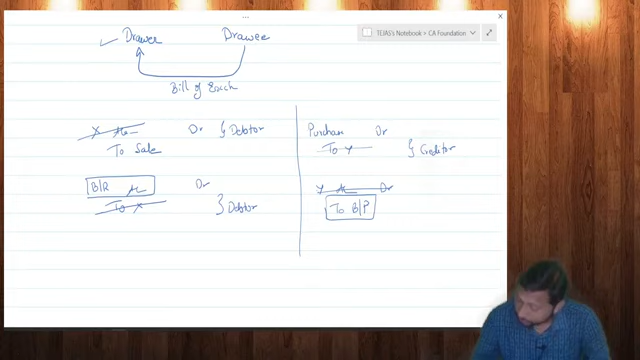 TEJAS's Notebook > CA Foundation
Drawer Drawee
Bill of Exch
X A/c Dr } Debtor
To Sale
B/R A/c Dr
To X } Debtor
Purchase Dr
To Y } Creditor
Y A/c Dr
To B/P